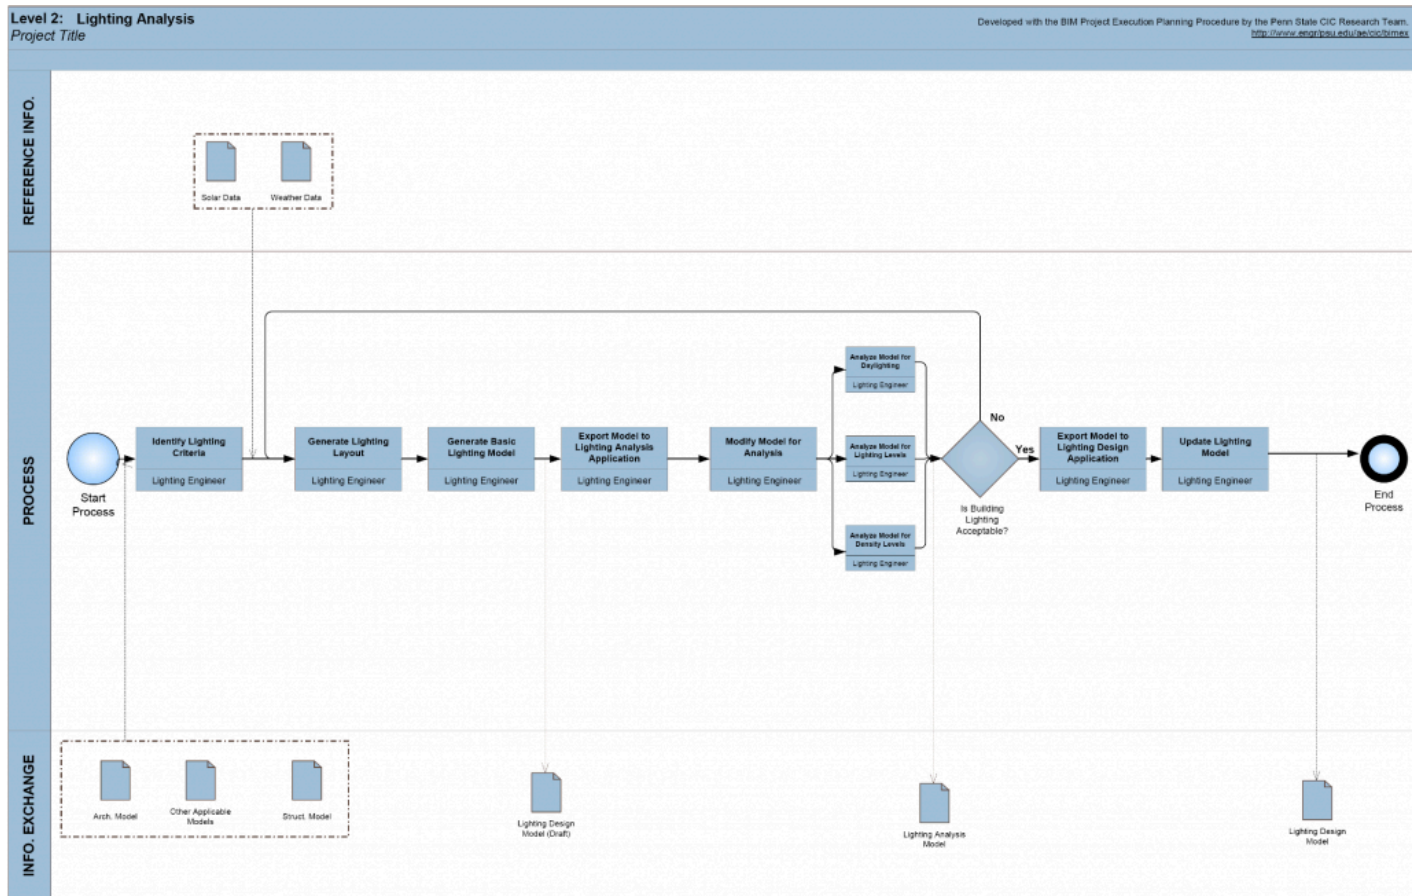 Level 2: Lighting Analysis
Project Title
Developed with the BIM Project Execution Planning Procedure by the Penn State CIC Research Team.
http://www.engr/psu.edu/ae/cic/bimex
REFERENCE INFO.
Solar Data
Weather Data
PROCESS
Start
Process
Identify Lighting
Criteria
Lighting Engineer
Generate Lighting
Layout
Lighting Engineer
Generate Basic
Lighting Model
Lighting Engineer
Export Model to
Lighting Analysis
Application
Lighting Engineer
Modify Model for
Analysis
Lighting Engineer
Analyze Model for
Daylighting
Lighting Engineer
Analyze Model for
Lighting Levels
Lighting Engineer
Analyze Model for
Density Levels
Lighting Engineer
No
Yes
Is Building
Lighting
Acceptable?
Export Model to
Lighting Design
Application
Lighting Engineer
Update Lighting
Model
Lighting Engineer
End
Process
INFO. EXCHANGE
Arch. Model
Other Applicable
Models
Struct. Model
Lighting Design
Model (Draft)
Lighting Analysis
Model
Lighting Design
Model